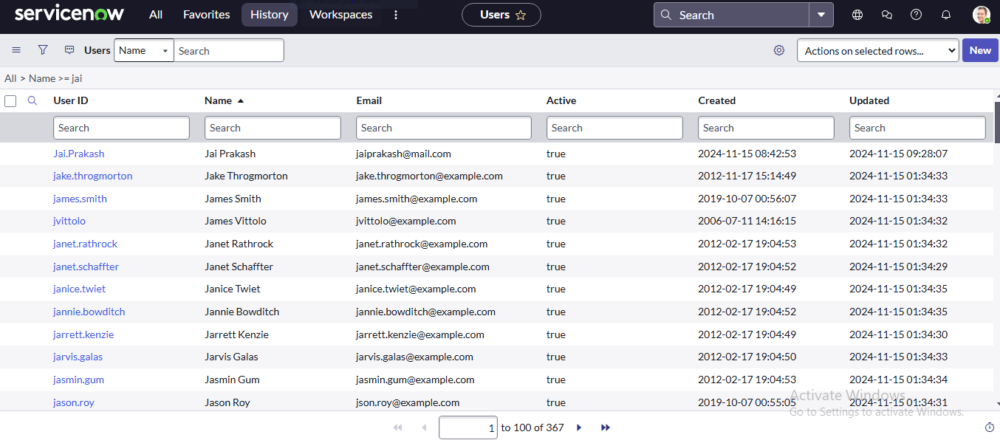 servicenow All Favorites History Workspaces Users Search
Users Name Search Actions on selected rows... New
All > Name >= jai
User ID Name Email Active Created Updated
Search Search Search Search Search Search
Jai.Prakash Jai Prakash jaiprakash@mail.com true 2024-11-15 08:42:53 2024-11-15 09:28:07
jake.throgmorton Jake Throgmorton jake.throgmorton@example.com true 2012-11-17 15:14:49 2024-11-15 01:34:33
james.smith James Smith james.smith@example.com true 2019-10-07 00:56:07 2024-11-15 01:34:33
jvittolo James Vittolo jvittolo@example.com true 2006-07-11 14:16:15 2024-11-15 01:34:32
janet.rathrock Janet Rathrock janet.rathrock@example.com true 2012-02-17 19:04:53 2024-11-15 01:34:32
janet.schaffter Janet Schaffter janet.schaffter@example.com true 2012-02-17 19:04:52 2024-11-15 01:34:29
janice.twiet Janice Twiet janice.twiet@example.com true 2012-02-17 19:04:49 2024-11-15 01:34:35
jannie.bowditch Jannie Bowditch jannie.bowditch@example.com true 2012-02-17 19:04:52 2024-11-15 01:34:35
jarrett.kenzie Jarrett Kenzie jarrett.kenzie@example.com true 2012-02-17 19:04:49 2024-11-15 01:34:30
jarvis.galas Jarvis Galas jarvis.galas@example.com true 2012-02-17 19:04:50 2024-11-15 01:34:33
jasmin.gum Jasmin Gum jasmin.gum@example.com true 2012-02-17 19:04:53 2024-11-15 01:34:34
jason.roy Jason Roy json.roy@example.com true 2019-10-07 00:55:05 2024-11-15 01:34:31
Activate Windows
Go to Settings to activate Windows.
1 to 100 of 367